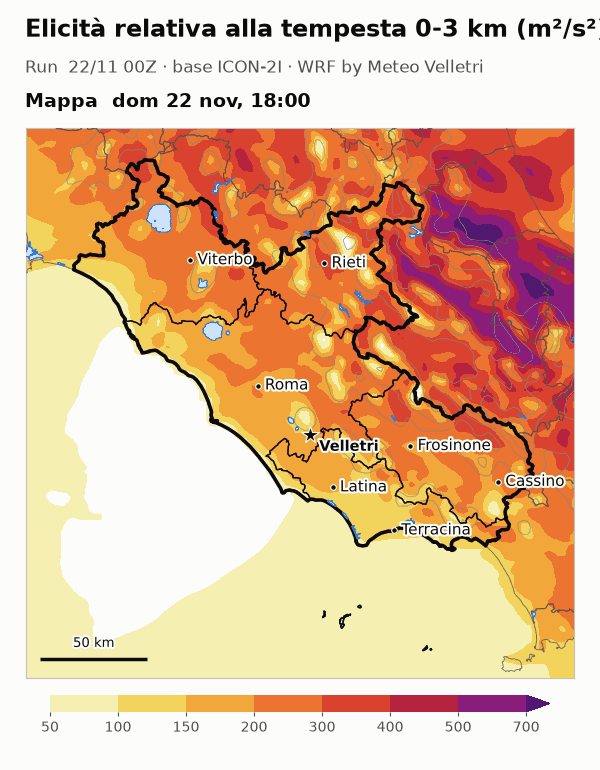 Elicità relativa alla tempesta 0-3 km (m²/s²)
Run 22/11 00Z · base ICON-2I · WRF by Meteo Velletri
Mappa dom 22 nov, 18:00
Viterbo
Rieti
Roma
Velletri
Frosinone
Latina
Cassino
Terracina
50 km
50 100 150 200 300 400 500 700